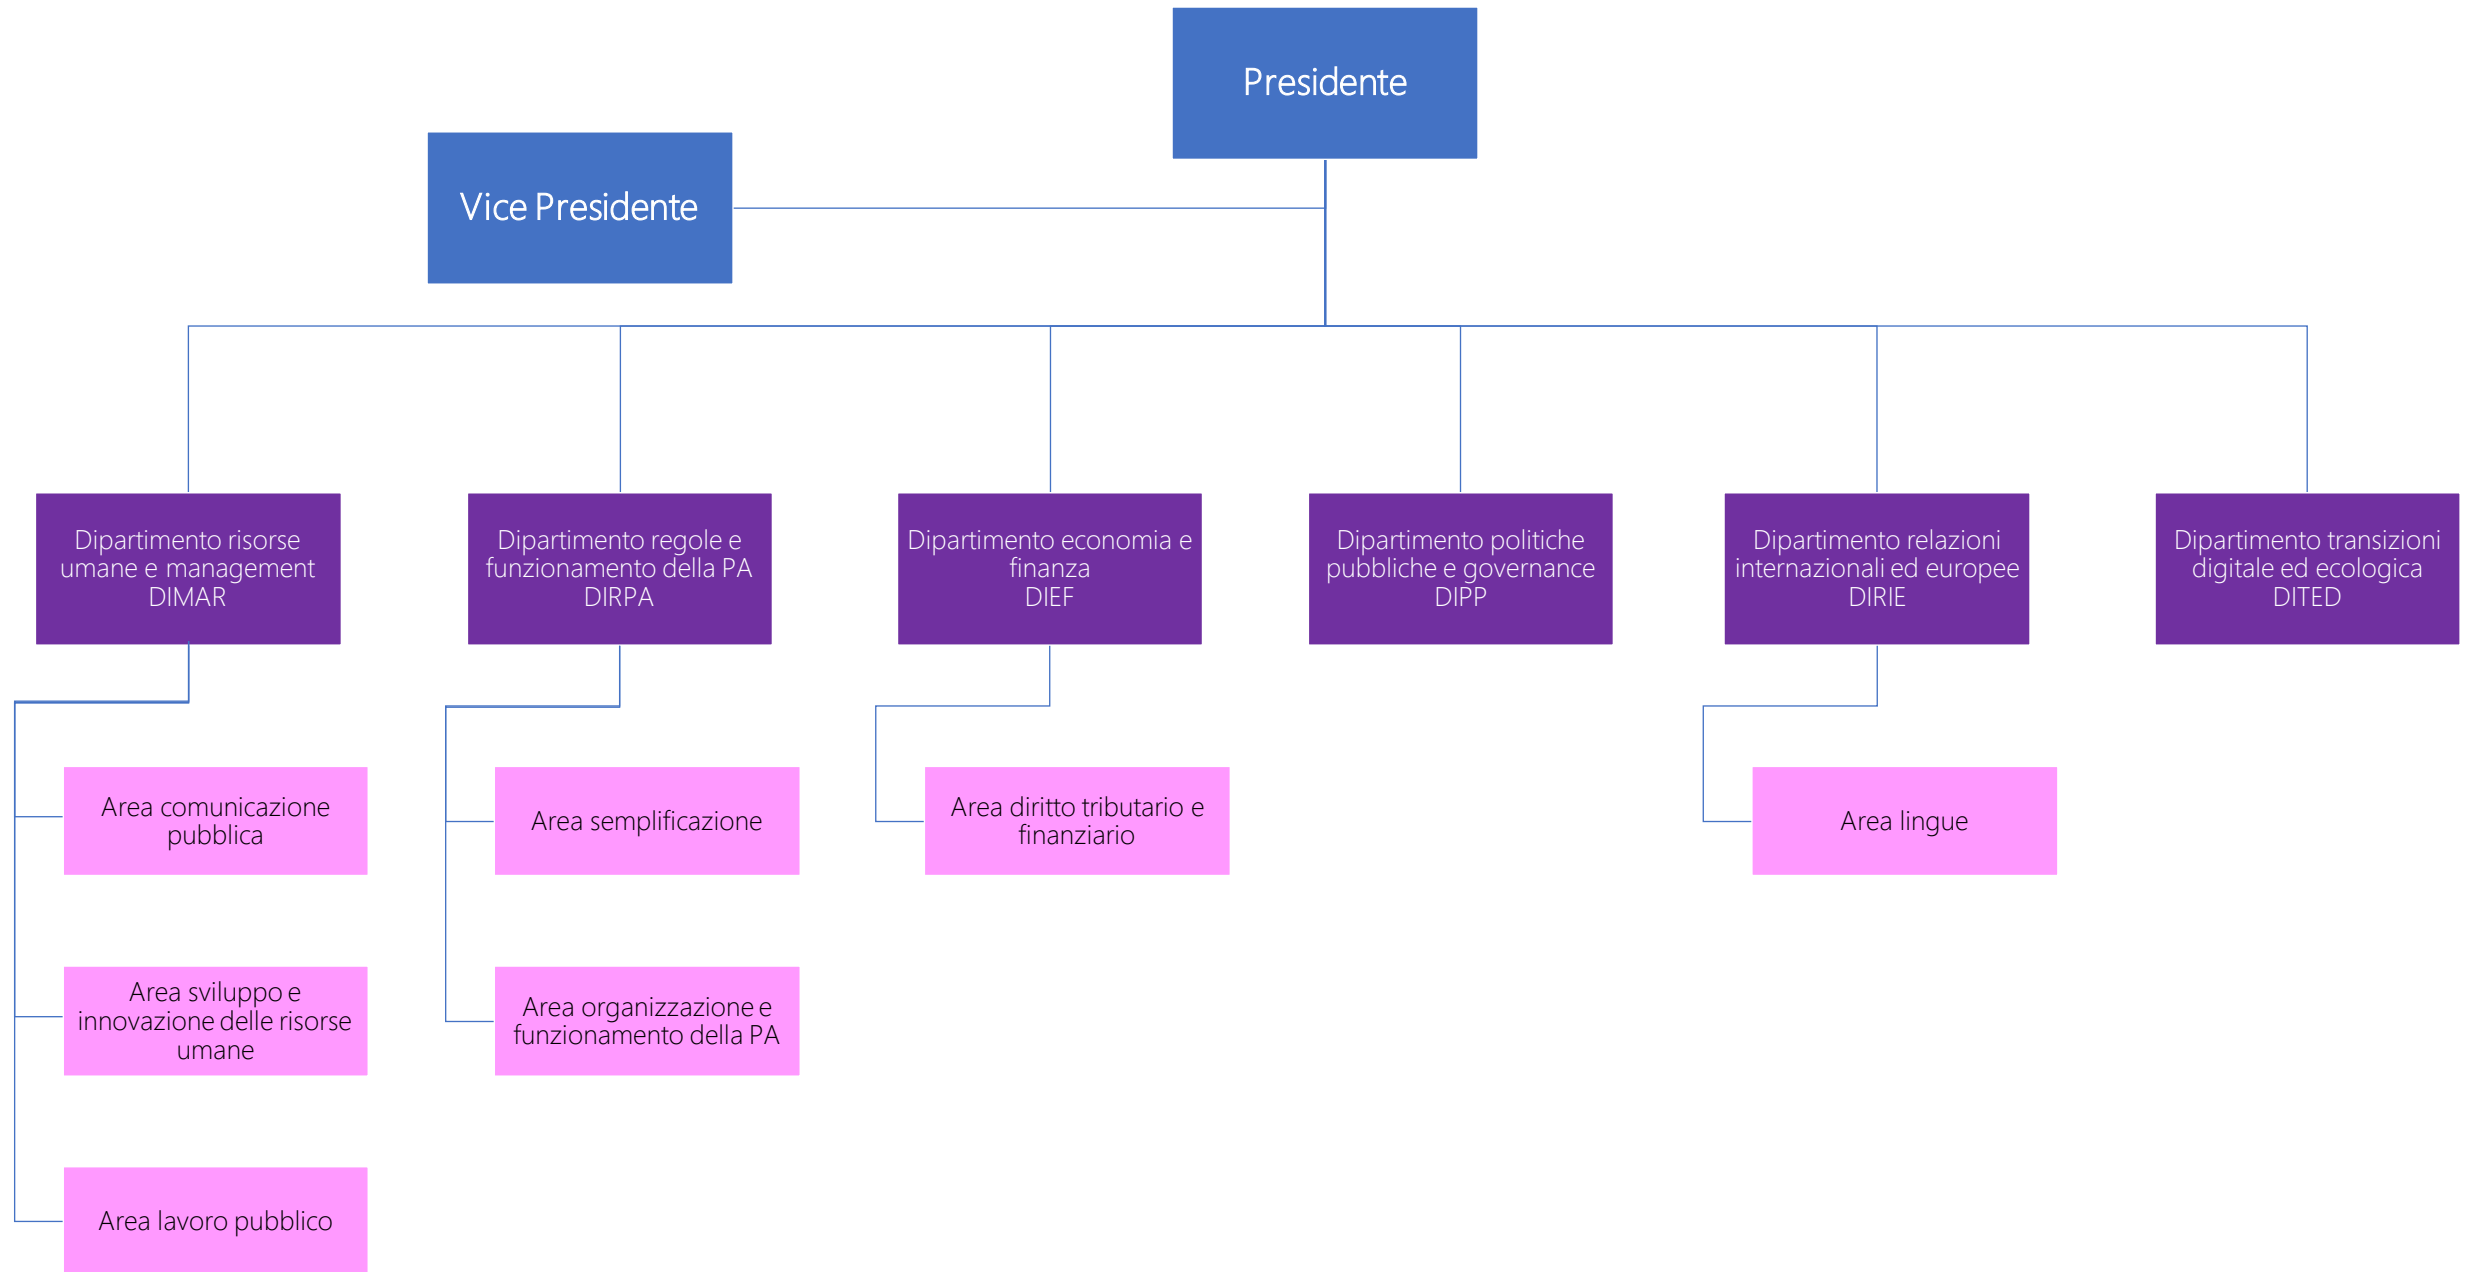 Presidente
Vice Presidente
Dipartimento risorse
umane e management
DIMAR
Dipartimento regole e
funzionamento della PA
DIRPA
Dipartimento economia e
finanza
DIEF
Dipartimento politiche
pubbliche e governance
DIPP
Dipartimento relazioni
internazionali ed europee
DIRIE
Dipartimento transizioni
digitale ed ecologica
DITED
Area comunicazione
pubblica
Area semplificazione
Area diritto tributario e
finanziario
Area lingue
Area sviluppo e
innovazione delle risorse
umane
Area organizzazione e
funzionamento della PA
Area lavoro pubblico